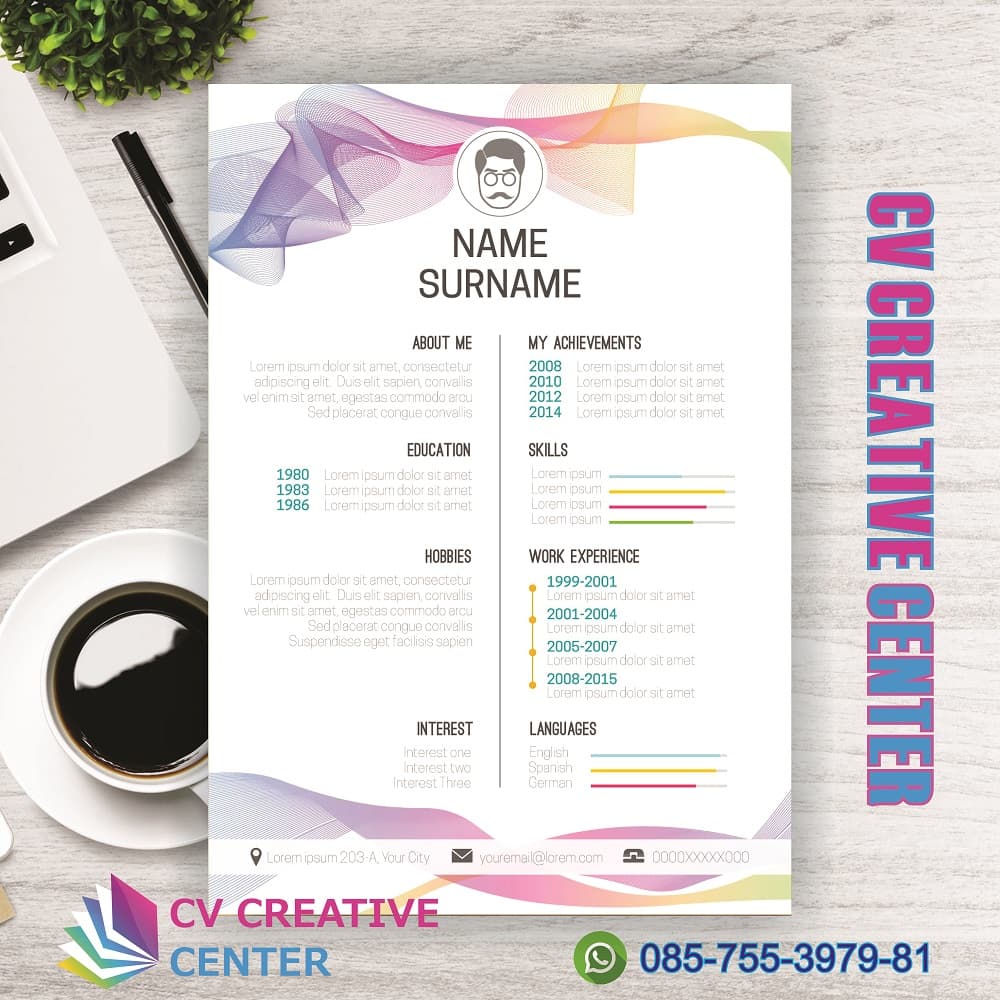 NAME
SURNAME
ABOUT ME
Lorem ipsum dolor sit amet, consectetur
adipiscing elit. Duis elit sapien, convallis
vel enim sit amet, egestas commodo arcu
Sed placerat congue convallis
EDUCATION
1980 Lorem ipsum dolor sit amet
1983 Lorem ipsum dolor sit amet
1986 Lorem ipsum dolor sit amet
HOBBIES
Lorem ipsum dolor sit amet, consectetur
adipiscing elit. Duis elit sapien, convallis
vel enim sit amet, egestas commodo arcu
Sed placerat congue convallis
Suspendisse eget facilisis sapien
INTEREST
Interest one
Interest two
Interest Three
MY ACHIEVEMENTS
2008 Lorem ipsum dolor sit amet
2010 Lorem ipsum dolor sit amet
2012 Lorem ipsum dolor sit amet
2014 Lorem ipsum dolor sit amet
SKILLS
Lorem ipsum
Lorem ipsum
Lorem ipsum
Lorem ipsum
WORK EXPERIENCE
1999-2001
Lorem ipsum dolor sit amet
2001-2004
Lorem ipsum dolor sit amet
2005-2007
Lorem ipsum dolor sit amet
2008-2015
Lorem ipsum dolor sit amet
LANGUAGES
English
Spanish
German
Lorem ipsum 203-A, Your City youremail@lorem.com 0000XXXXX000
CV CREATIVE CENTER
CV CREATIVE
CENTER
085-755-3979-81